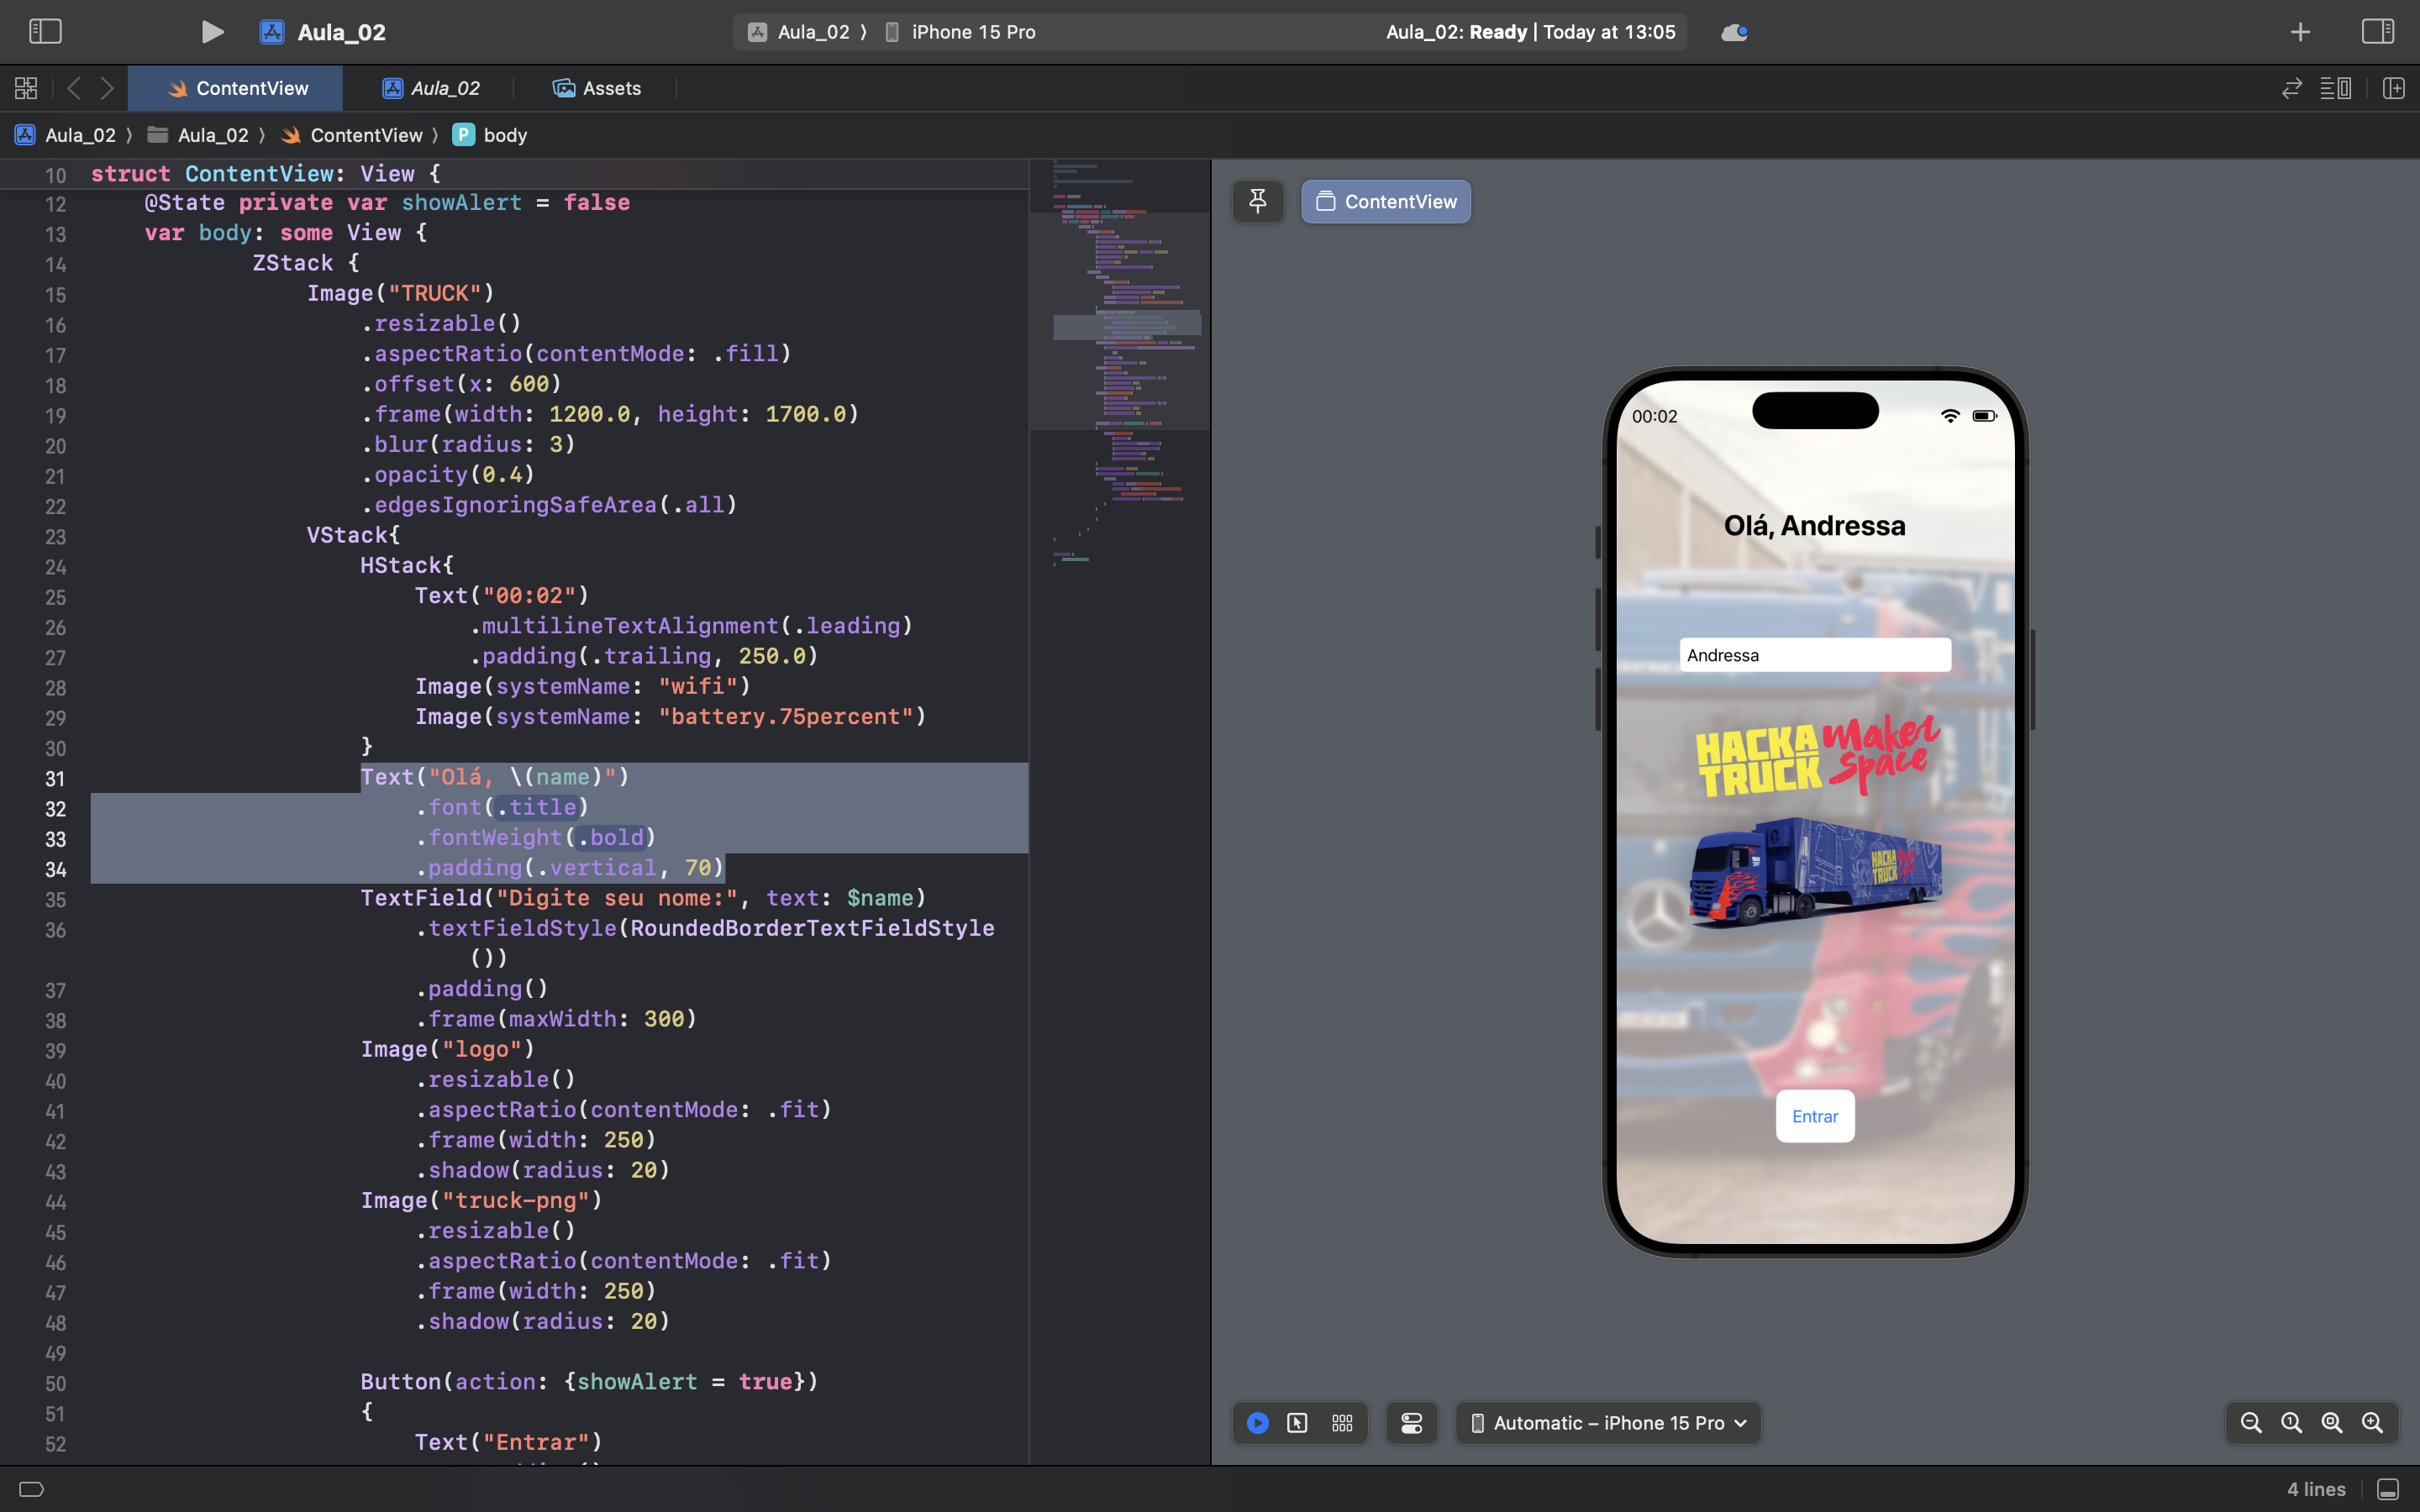 Aula_02
Aula_02 ⟩ iPhone 15 Pro
Aula_02: Ready | Today at 13:05
ContentView
Aula_02
Assets
Aula_02 ⟩ Aula_02 ⟩ ContentView ⟩ P body
10 struct ContentView: View {
12 @State private var showAlert = false
13 var body: some View {
14 ZStack {
15 Image("TRUCK")
16 .resizable()
17 .aspectRatio(contentMode: .fill)
18 .offset(x: 600)
19 .frame(width: 1200.0, height: 1700.0)
20 .blur(radius: 3)
21 .opacity(0.4)
22 .edgesIgnoringSafeArea(.all)
23 VStack{
24 HStack{
25 Text("00:02")
26 .multilineTextAlignment(.leading)
27 .padding(.trailing, 250.0)
28 Image(systemName: "wifi")
29 Image(systemName: "battery.75percent")
30 }
31 Text("Olá, \(name)")
32 .font(.title)
33 .fontWeight(.bold)
34 .padding(.vertical, 70)
35 TextField("Digite seu nome:", text: $name)
36 .textFieldStyle(RoundedBorderTextFieldStyle
())
37 .padding()
38 .frame(maxWidth: 300)
39 Image("logo")
40 .resizable()
41 .aspectRatio(contentMode: .fit)
42 .frame(width: 250)
43 .shadow(radius: 20)
44 Image("truck-png")
45 .resizable()
46 .aspectRatio(contentMode: .fit)
47 .frame(width: 250)
48 .shadow(radius: 20)
49
50 Button(action: {showAlert = true})
51 {
52 Text("Entrar")
ContentView
00:02
Olá, Andressa
Andressa
HACKA
TRUCK
Maker
space
HACKA
TRUCK
Entrar
Automatic – iPhone 15 Pro
4 lines